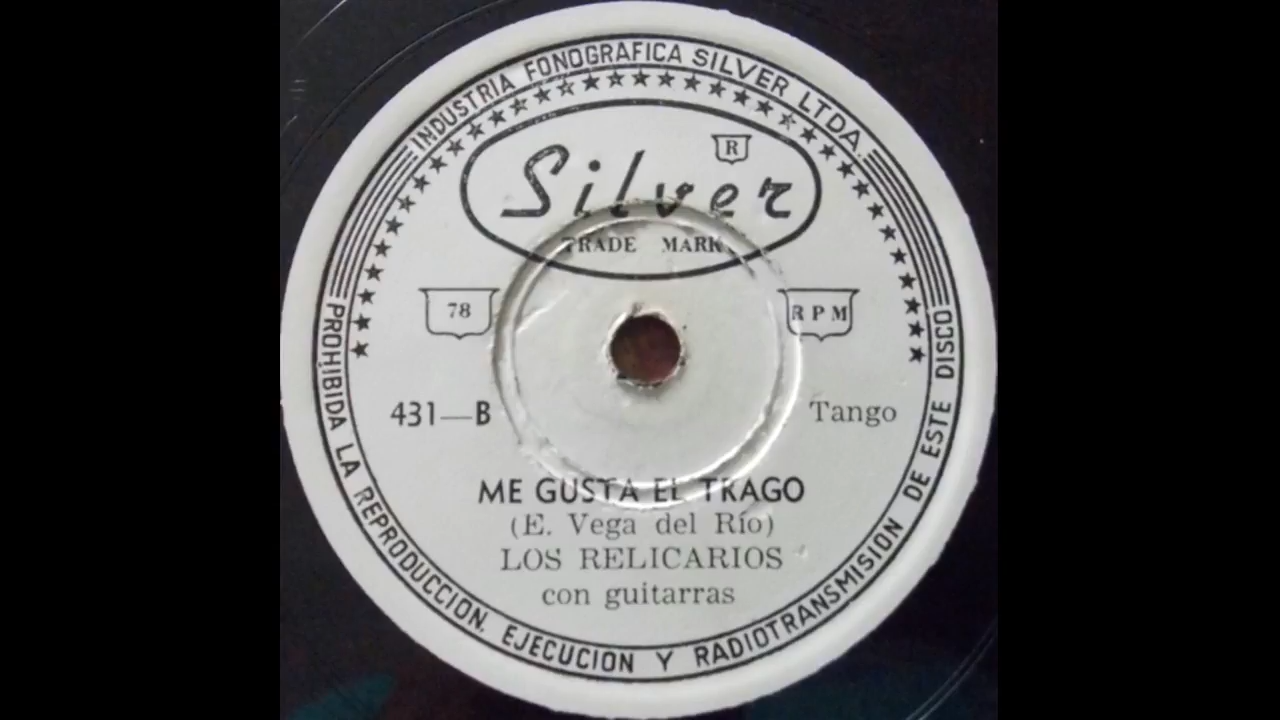 INDUSTRIA FONOGRAFICA SILVER LTDA.
R
Silver
TRADE MARK
78
RPM
431—B
Tango
ME GUSTA EL TRAGO
(E. Vega del Río)
LOS RELICARIOS
con guitarras
PROHIBIDA LA REPRODUCCION, EJECUCION Y RADIOTRANSMISION DE ESTE DISCO